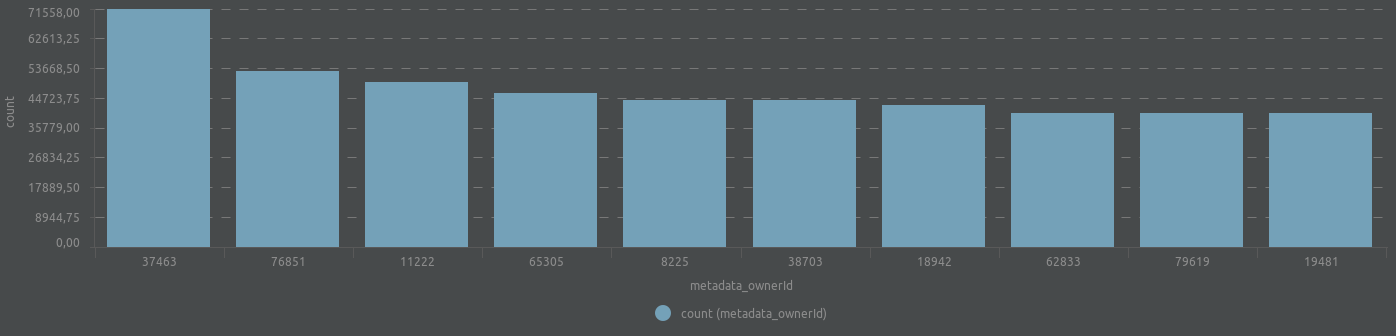 71558,00
62613,25
53668,50
44723,75
35779,00
26834,25
17889,50
8944,75
0,00
count
37463 76851 11222 65305 8225 38703 18942 62833 79619 19481
metadata_ownerId
count (metadata_ownerId)